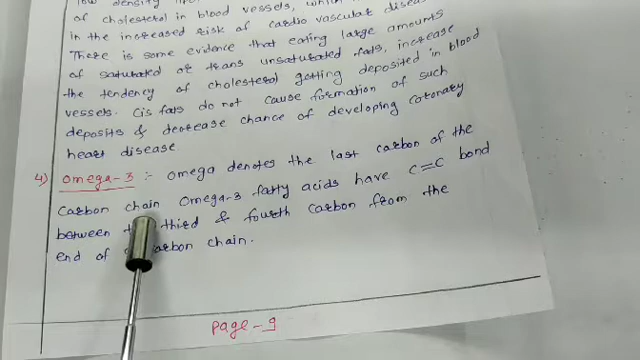 low density
of cholesterol in blood vessels, which
in the increased risk of cardio vascular
There is some evidence that eating large amounts
of saturated or trans unsaturated fats, increase
the tendency of cholesterol getting deposited in blood
vessels. Cis fats do not cause formation of such
deposits & decrease chance of developing coronary
heart disease
4) omega-3 :- omega denotes the last carbon of the
carbon chain omega-3 fatty acids have C=C bond
between third & fourth carbon from the
end of carbon chain.
page-9